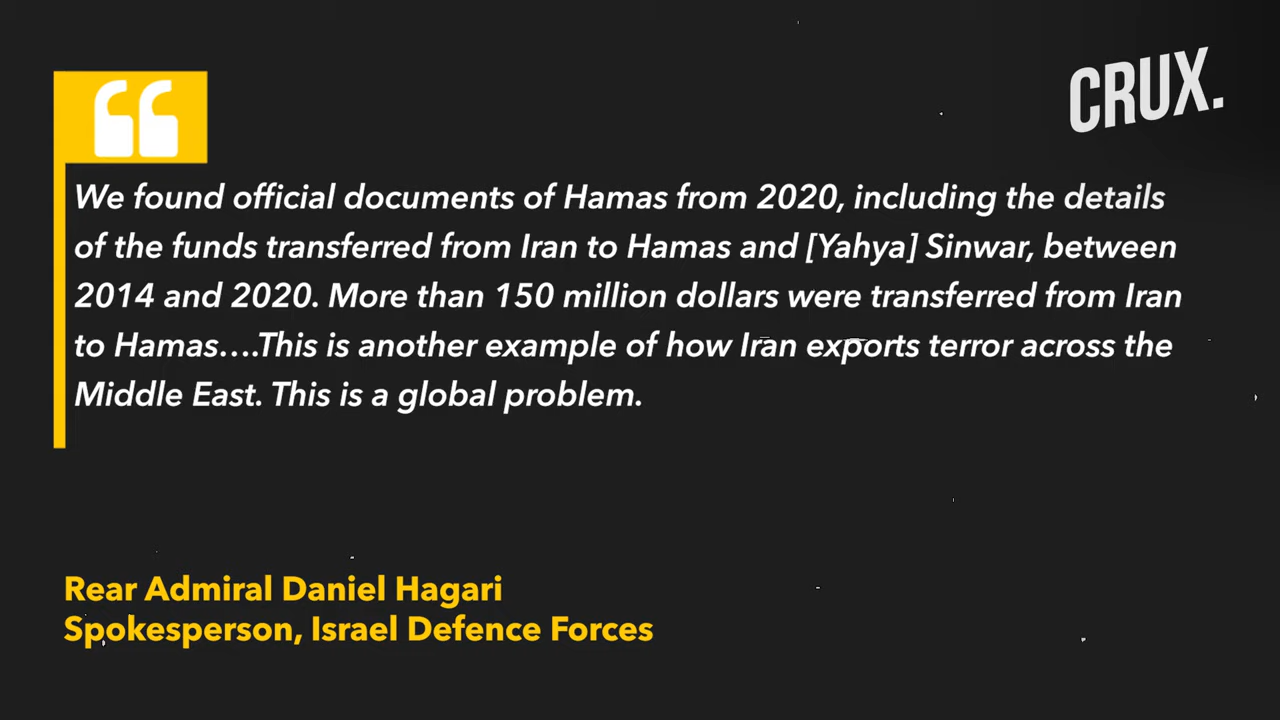 CRUX.
“
We found official documents of Hamas from 2020, including the details
of the funds transferred from Iran to Hamas and [Yahya] Sinwar, between
2014 and 2020. More than 150 million dollars were transferred from Iran
to Hamas....This is another example of how Iran exports terror across the
Middle East. This is a global problem.
Rear Admiral Daniel Hagari
Spokesperson, Israel Defence Forces